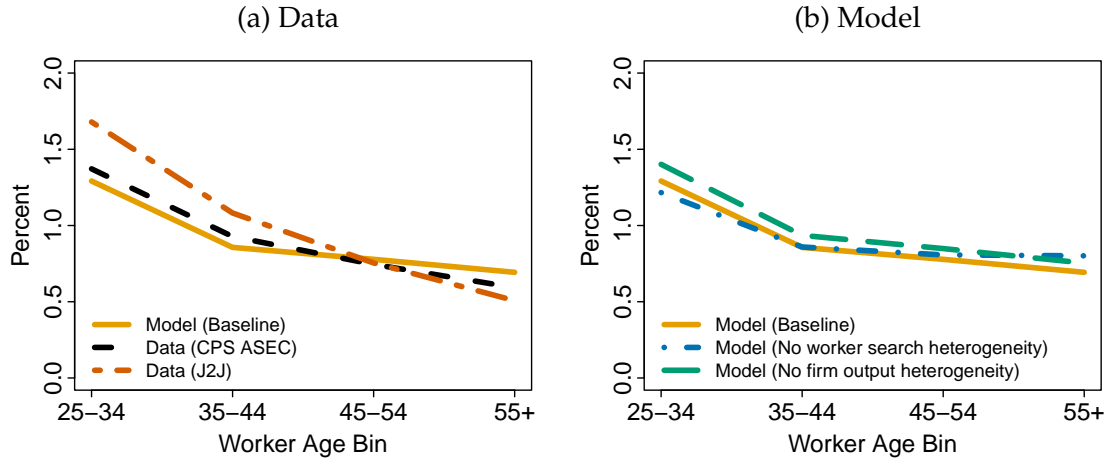 (a) Data
Percent
2.0
1.5
1.0
0.5
0.0
Model (Baseline)
Data (CPS ASEC)
Data (J2J)
25−34
35−44
45−54
55+
Worker Age Bin
(b) Model
Percent
2.0
1.5
1.0
0.5
0.0
Model (Baseline)
Model (No worker search heterogeneity)
Model (No firm output heterogeneity)
25−34
35−44
45−54
55+
Worker Age Bin